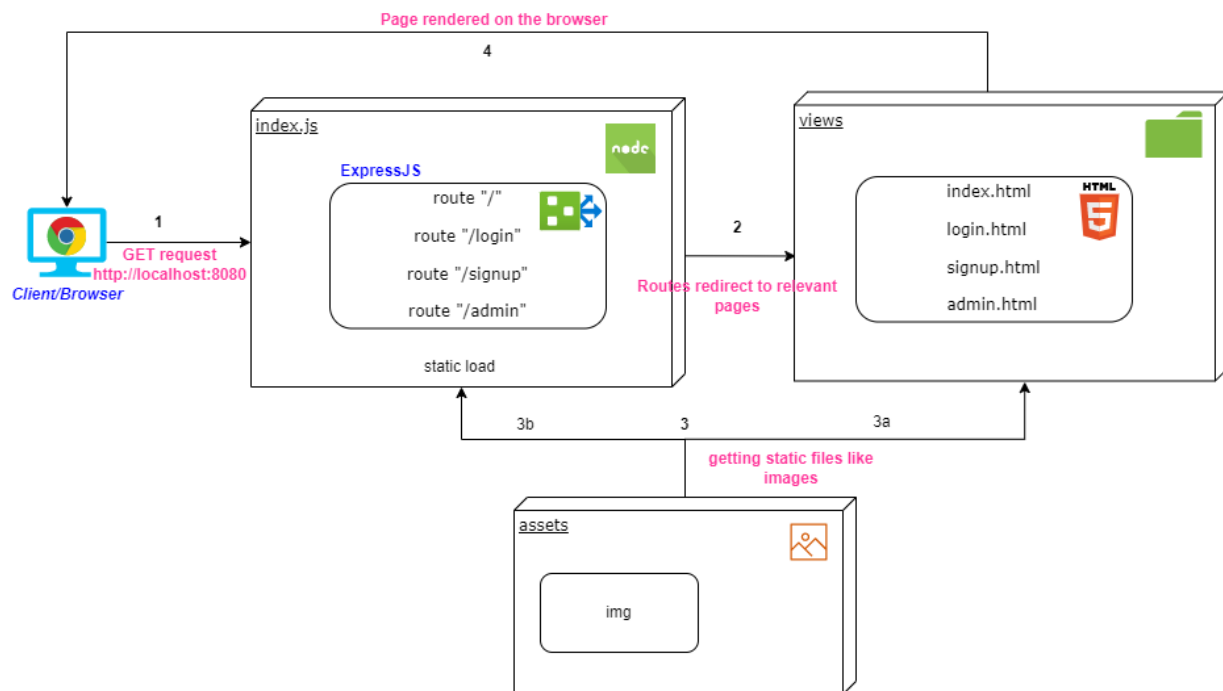 Page rendered on the browser
4
index.js
node
ExpressJS
route "/"
route "/login"
route "/signup"
route "/admin"
static load
views
HTML
5
index.html
login.html
signup.html
admin.html
1
GET request
http://localhost:8080
Client/Browser
2
Routes redirect to relevant
pages
3b
3
3a
getting static files like
images
assets
img